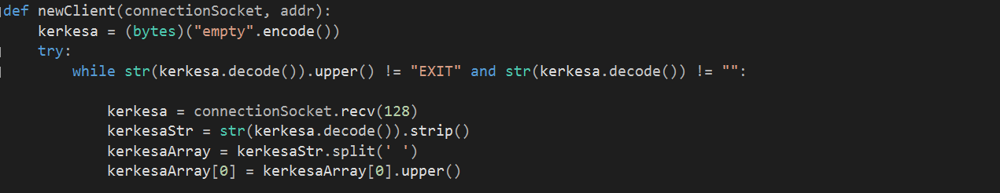 def newClient(connectionSocket, addr):
    kerkesa = (bytes)("empty".encode())
    try:
        while str(kerkesa.decode()).upper() != "EXIT" and str(kerkesa.decode()) != "":
            kerkesa = connectionSocket.recv(128)
            kerkesaStr = str(kerkesa.decode()).strip()
            kerkesaArray = kerkesaStr.split(' ')
            kerkesaArray[0] = kerkesaArray[0].upper()